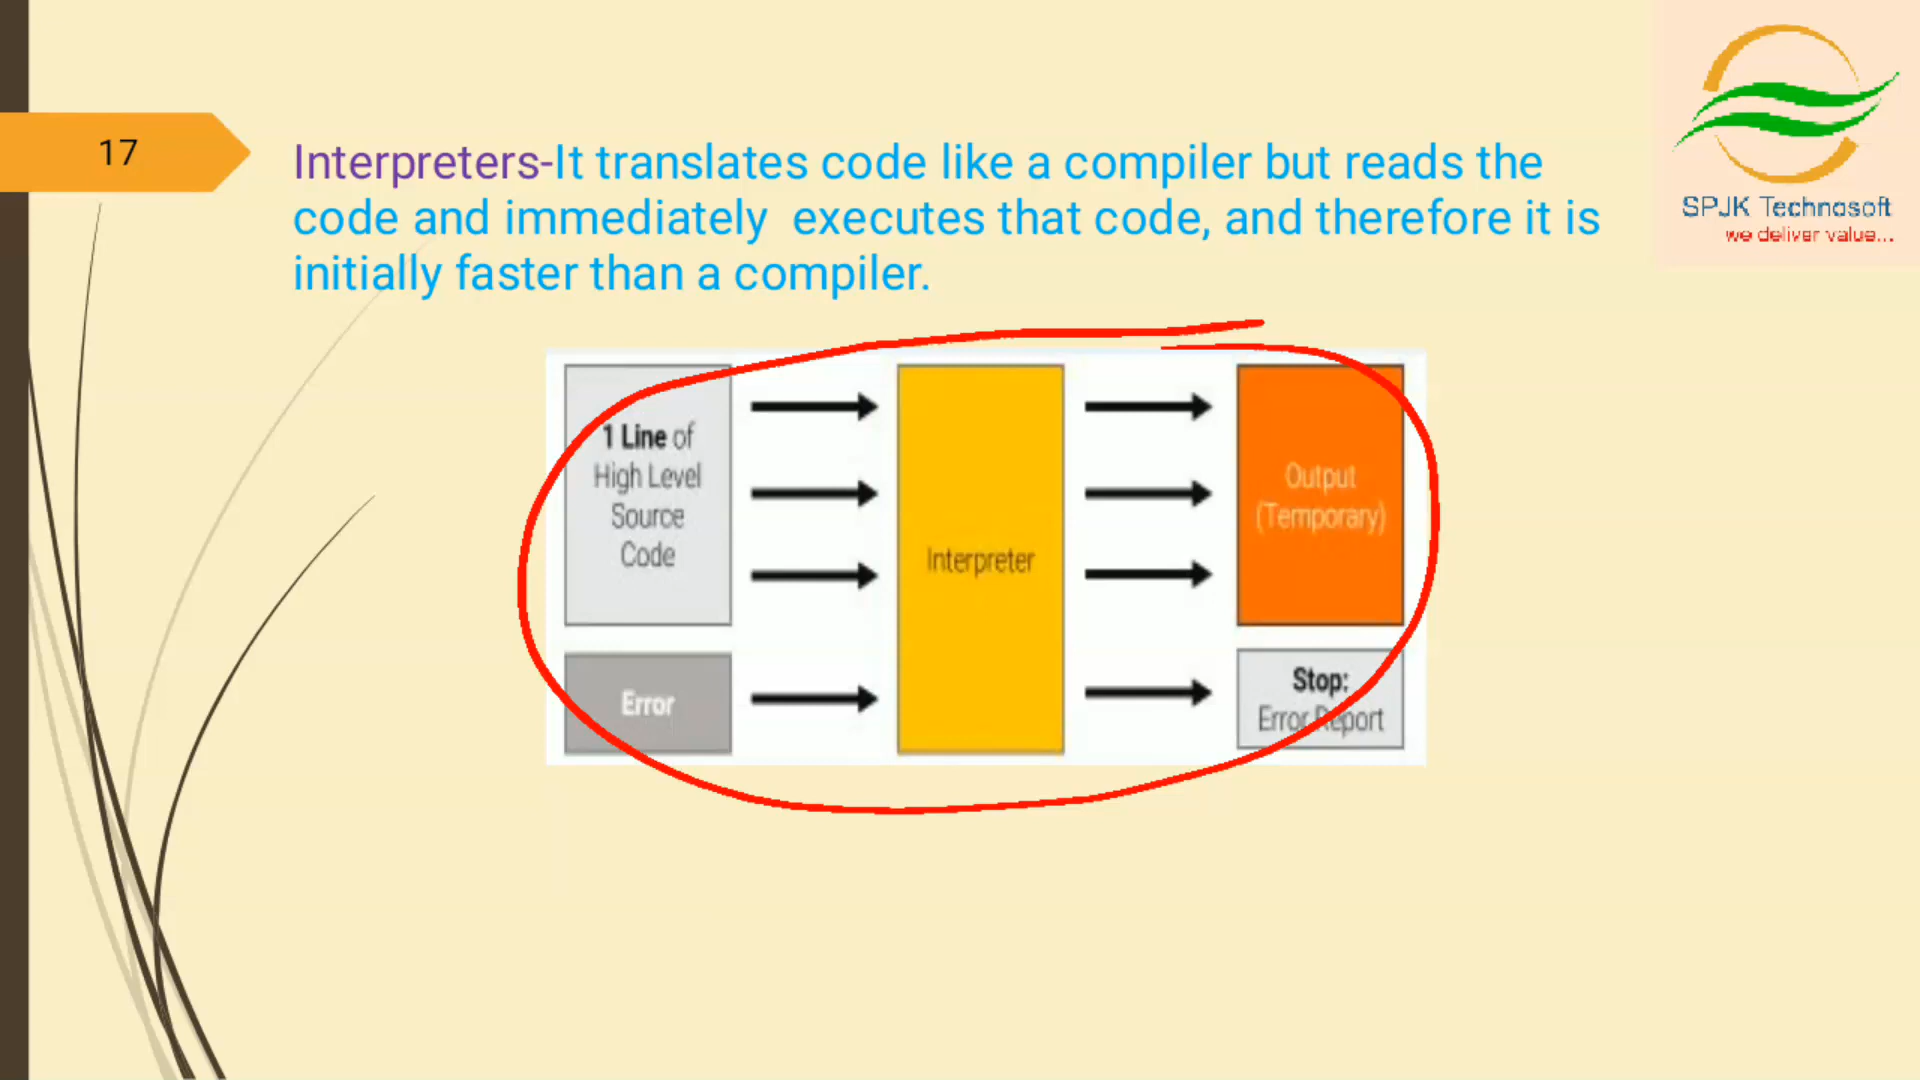 17
Interpreters-It translates code like a compiler but reads the
code and immediately executes that code, and therefore it is
initially faster than a compiler.
SPJK Technosoft
we deliver value...
1 Line of
High Level
Source
Code
Error
Interpreter
Output
(Temporary)
Stop:
Error Report